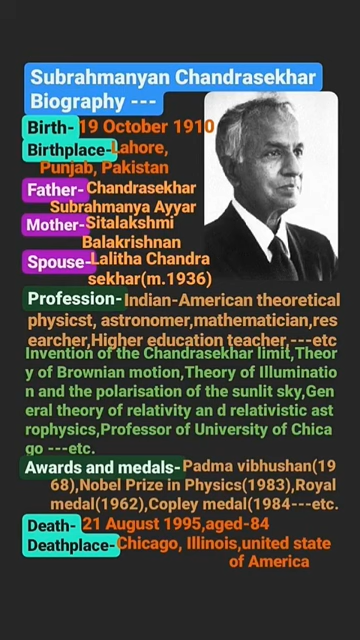 Subrahmanyan Chandrasekhar
Biography ---
Birth- 19 October 1910
Birthplace- Lahore,
Punjab, Pakistan
Father- Chandrasekhar
Subrahmanya Ayyar
Mother- Sitalakshmi
Balakrishnan
Spouse- Lalitha Chandra
sekhar(m.1936)
Profession- Indian-American theoretical
physicst, astronomer,mathematician,res
earcher,Higher education teacher,---etc
Invention of the Chandrasekhar limit,Theor
y of Brownian motion,Theory of Illuminatio
n and the polarisation of the sunlit sky,Gen
eral theory of relativity an d relativistic ast
rophysics,Professor of University of Chica
go ---etc.
Awards and medals- Padma vibhushan(19
68),Nobel Prize in Physics(1983),Royal
medal(1962),Copley medal(1984---etc.
Death- 21 August 1995,aged-84
Deathplace- Chicago, Illinois,united state
of America